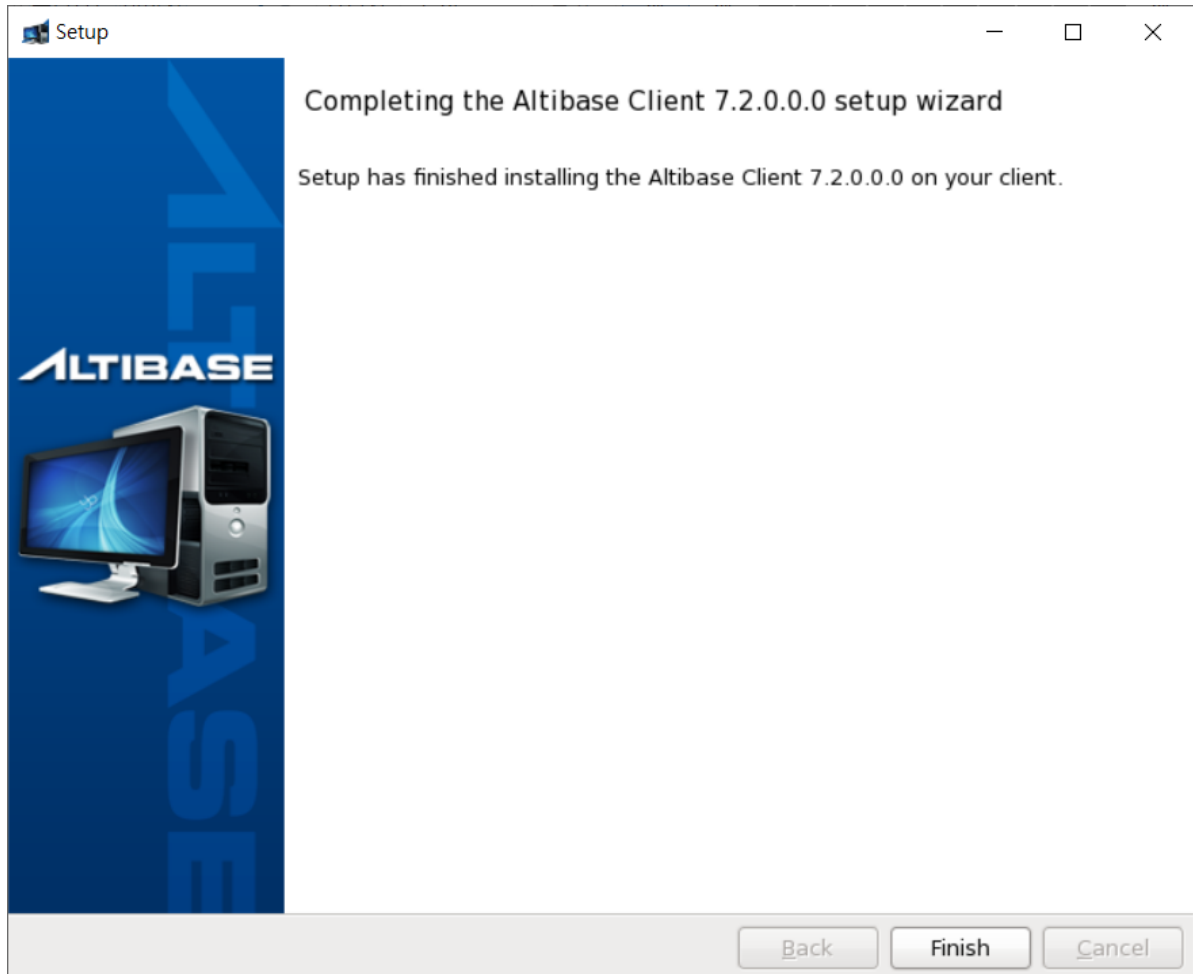 Setup
Completing the Altibase Client 7.2.0.0.0 setup wizard
Setup has finished installing the Altibase Client 7.2.0.0.0 on your client.
ALTIBASE
ALTIBASE
Back
Finish
Cancel